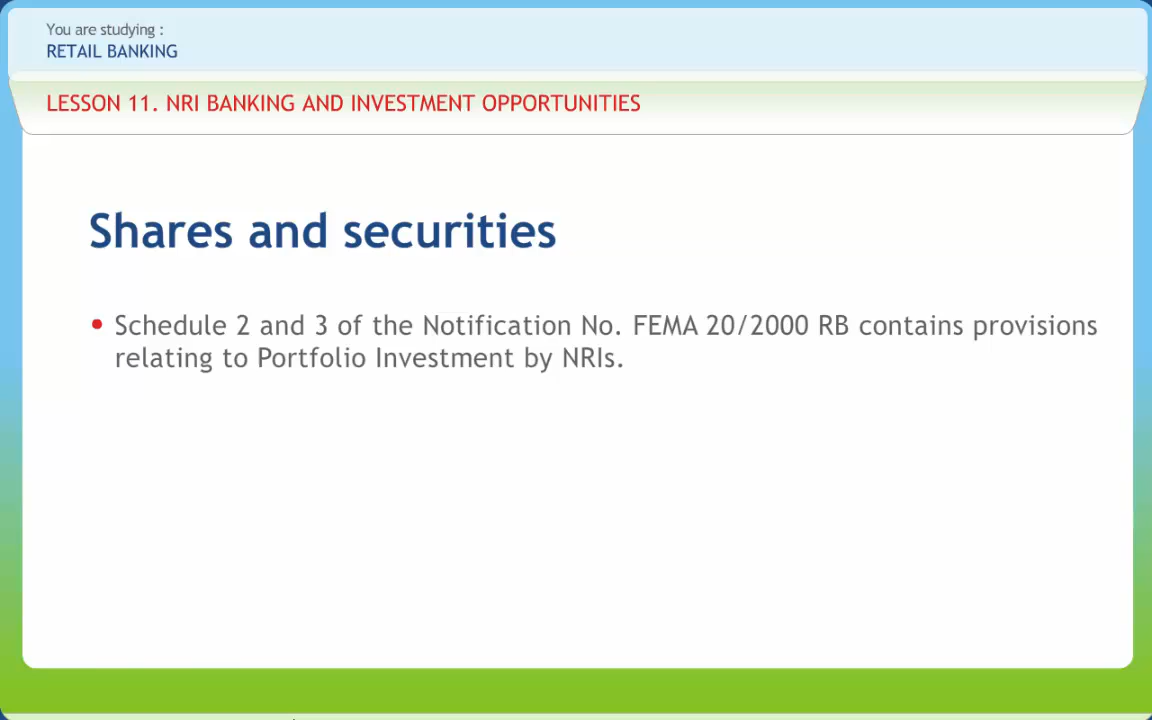 You are studying :
RETAIL BANKING
LESSON 11. NRI BANKING AND INVESTMENT OPPORTUNITIES
Shares and securities
• Schedule 2 and 3 of the Notification No. FEMA 20/2000 RB contains provisions
relating to Portfolio Investment by NRIs.